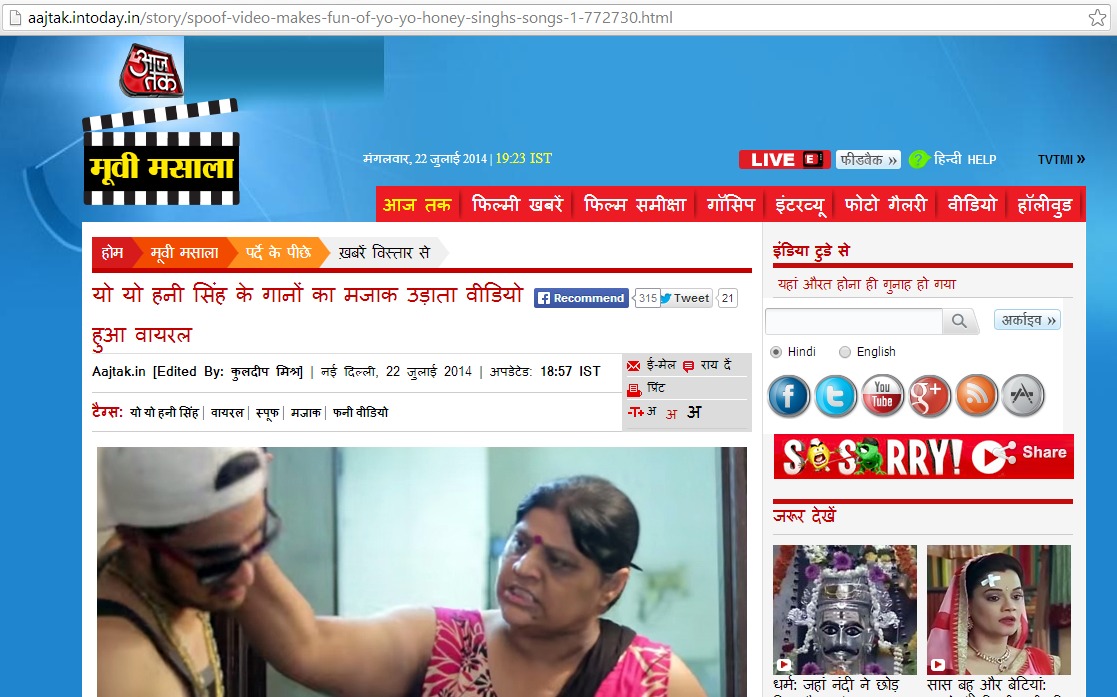 aajtak.intoday.in/story/spoof-video-makes-fun-of-yo-yo-honey-singhs-songs-1-772730.html
आज
तक
मूवी मसाला
मंगलवार, 22 जुलाई 2014 | 19:23 IST
LIVE E
फीडबैक »
? हिन्दी HELP
TVTMI »
आज तक फिल्मी खबरें फिल्म समीक्षा गॉसिप इंटरव्यू फोटो गैलरी वीडियो हॉलीवुड
होम मूवी मसाला पर्दे के पीछे ख़बरें विस्तार से
यो यो हनी सिंह के गानों का मजाक उड़ाता वीडियो
हुआ वायरल
Recommend 315 Tweet 21
Aajtak.in [Edited By: कुलदीप मिश्र] | नई दिल्ली, 22 जुलाई 2014 | अपडेटेड: 18:57 IST
ई-मेल राय दें
प्रिंट
-T+ अ अ अ
टैग्स: यो यो हनी सिंह | वायरल | स्पूफ | मजाक | फनी वीडियो
इंडिया टुडे से
यहां औरत होना ही गुनाह हो गया
अर्काइव »
Hindi English
f t You Tube g+
SO SORRY! Share
जरूर देखें
धर्म: जहां नंदी ने छोड़
सास बहू और बेटियां: